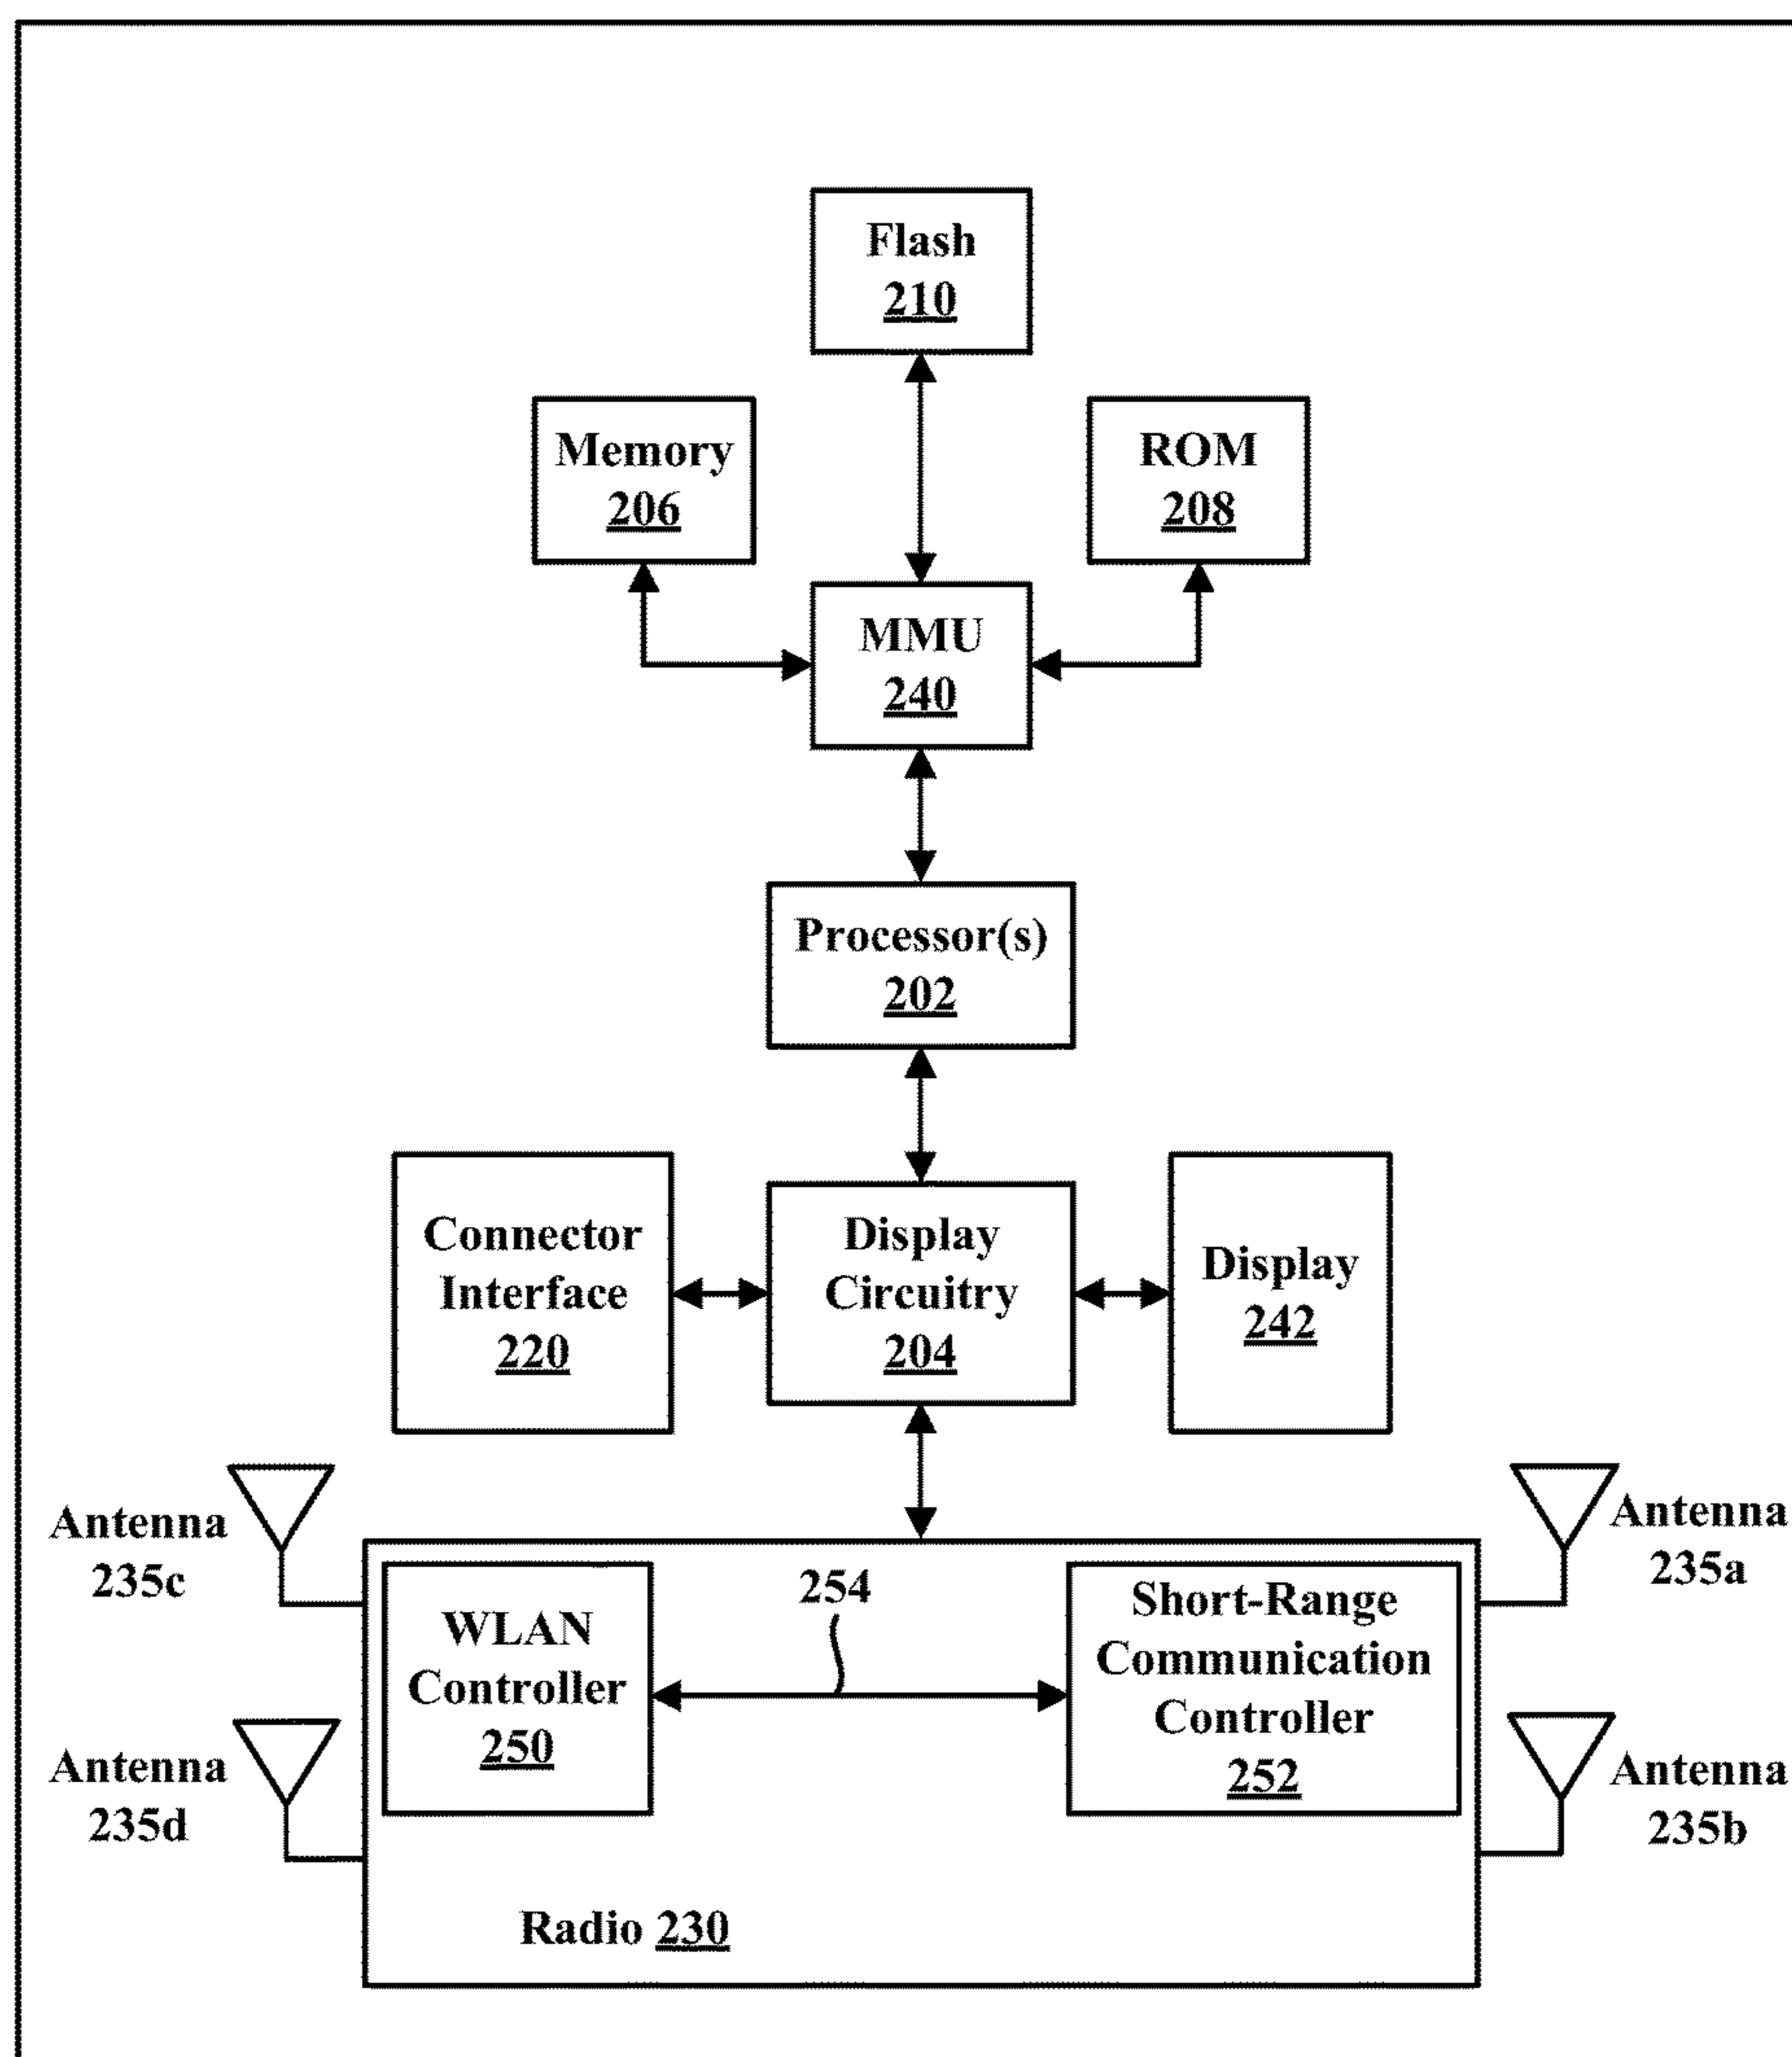 Flash
210
Memory
206
ROM
208
MMU
240
Processor(s)
202
Connector
Interface
220
Display
Circuitry
204
Display
242
Antenna
235c
Antenna
235a
WLAN
Controller
250
254
Short-Range
Communication
Controller
252
Antenna
235d
Antenna
235b
Radio 230